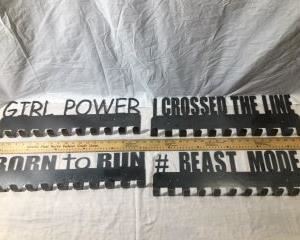 GIRL POWER
I CROSSED THE LINE
BORN to RUN
# BEAST MODE